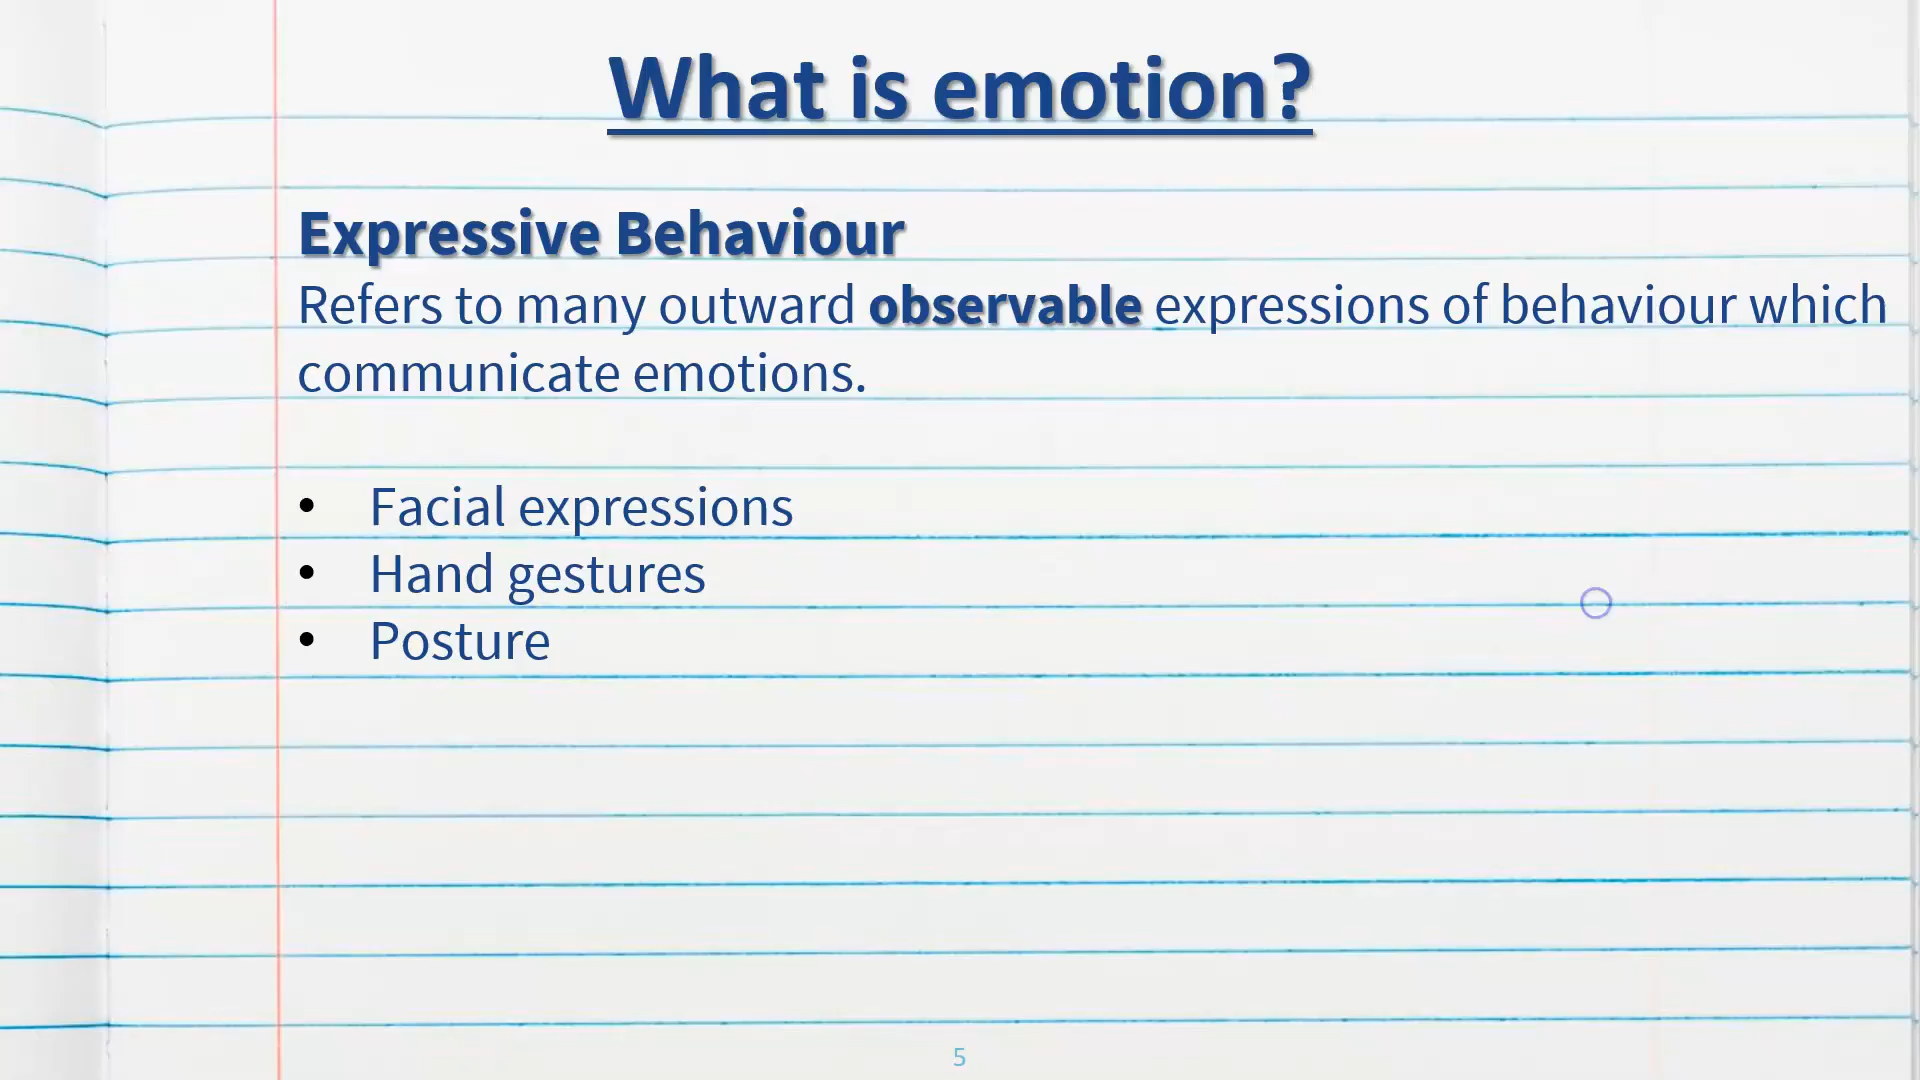 What is emotion?
Expressive Behaviour
Refers to many outward observable expressions of behaviour which
communicate emotions.
• Facial expressions
• Hand gestures
• Posture
5